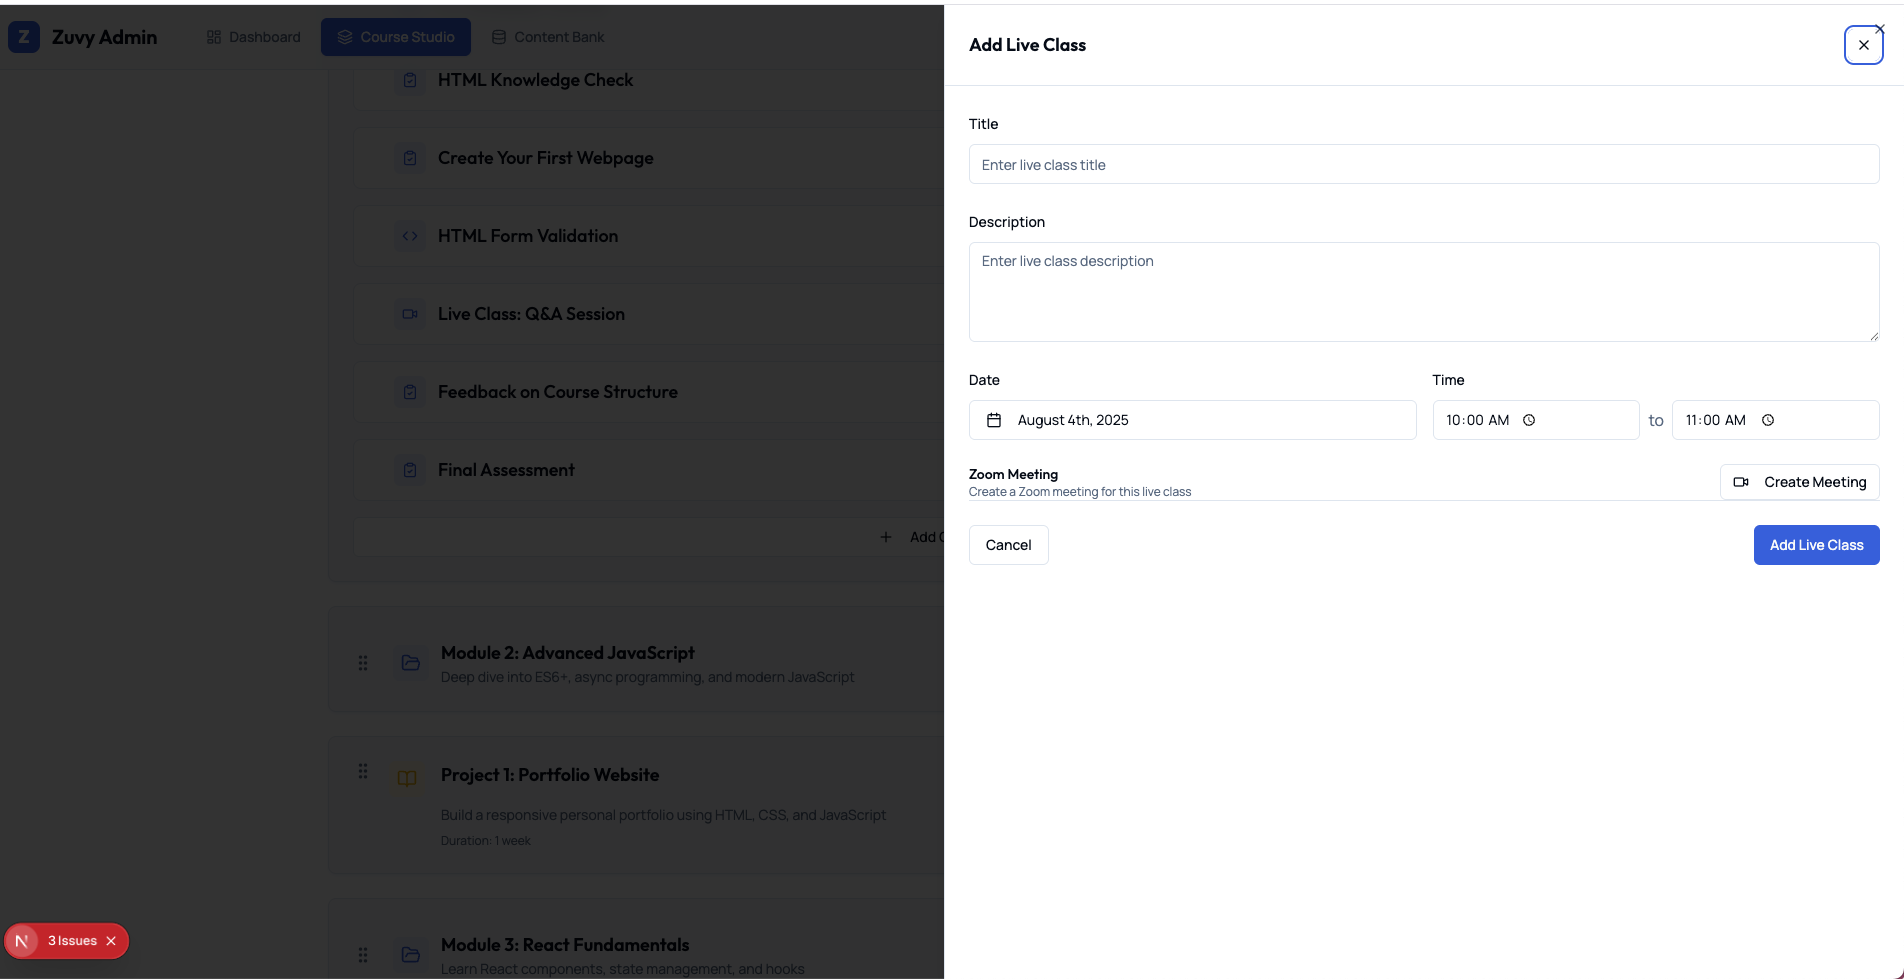 Z Zuvy Admin Dashboard Course Studio Content Bank
HTML Knowledge Check
Create Your First Webpage
HTML Form Validation
Live Class: Q&A Session
Feedback on Course Structure
Final Assessment
Module 2: Advanced JavaScript
Deep dive into ES6+, async programming, and modern JavaScript
Project 1: Portfolio Website
Build a responsive personal portfolio using HTML, CSS, and JavaScript
Duration: 1 week
Module 3: React Fundamentals
Learn React components, state management, and hooks
N 3 Issues
Add Live Class
Title
Enter live class title
Description
Enter live class description
Date Time
August 4th, 2025 10:00 AM to 11:00 AM
Zoom Meeting
Create a Zoom meeting for this live class
Create Meeting
Cancel Add Live Class